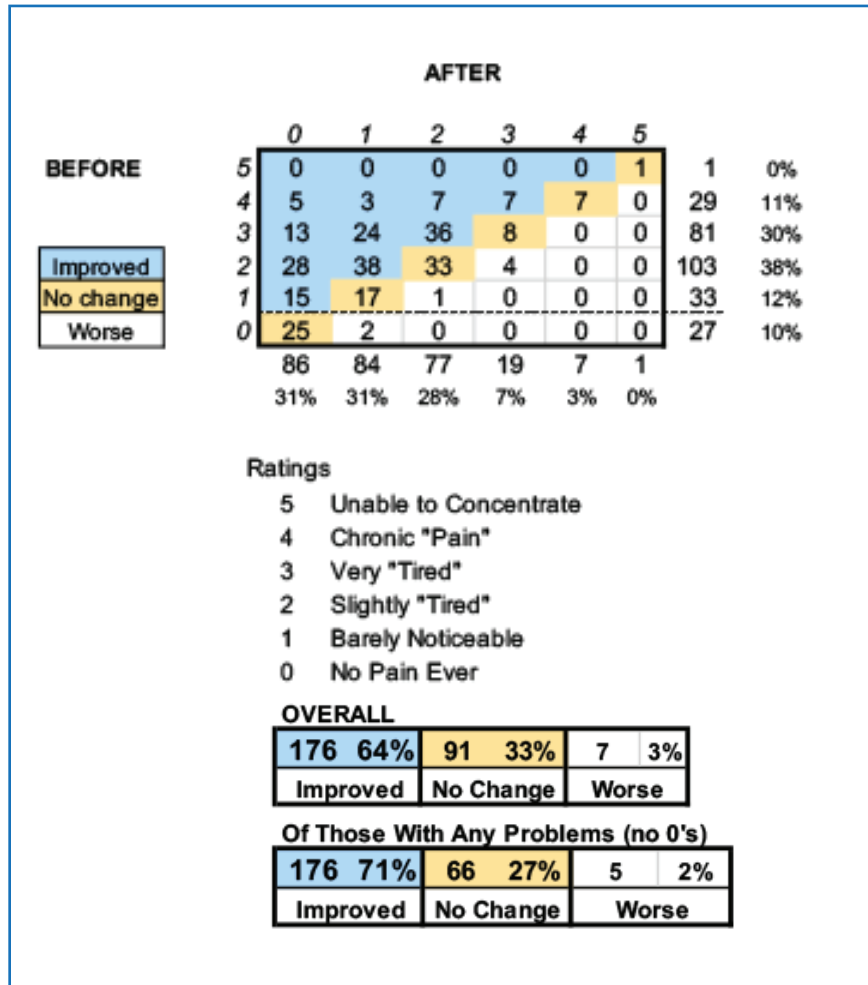 AFTER
0 1 2 3 4 5
BEFORE 5 0 0 0 0 0 1 1 0%
4 5 3 7 7 7 0 29 11%
3 13 24 36 8 0 0 81 30%
Improved 2 28 38 33 4 0 0 103 38%
No change 1 15 17 1 0 0 0 33 12%
Worse 0 25 2 0 0 0 0 27 10%
86 84 77 19 7 1
31% 31% 28% 7% 3% 0%
Ratings
5 Unable to Concentrate
4 Chronic "Pain"
3 Very "Tired"
2 Slightly "Tired"
1 Barely Noticeable
0 No Pain Ever
OVERALL
176 64% 91 33% 7 3%
Improved No Change Worse
Of Those With Any Problems (no 0's)
176 71% 66 27% 5 2%
Improved No Change Worse